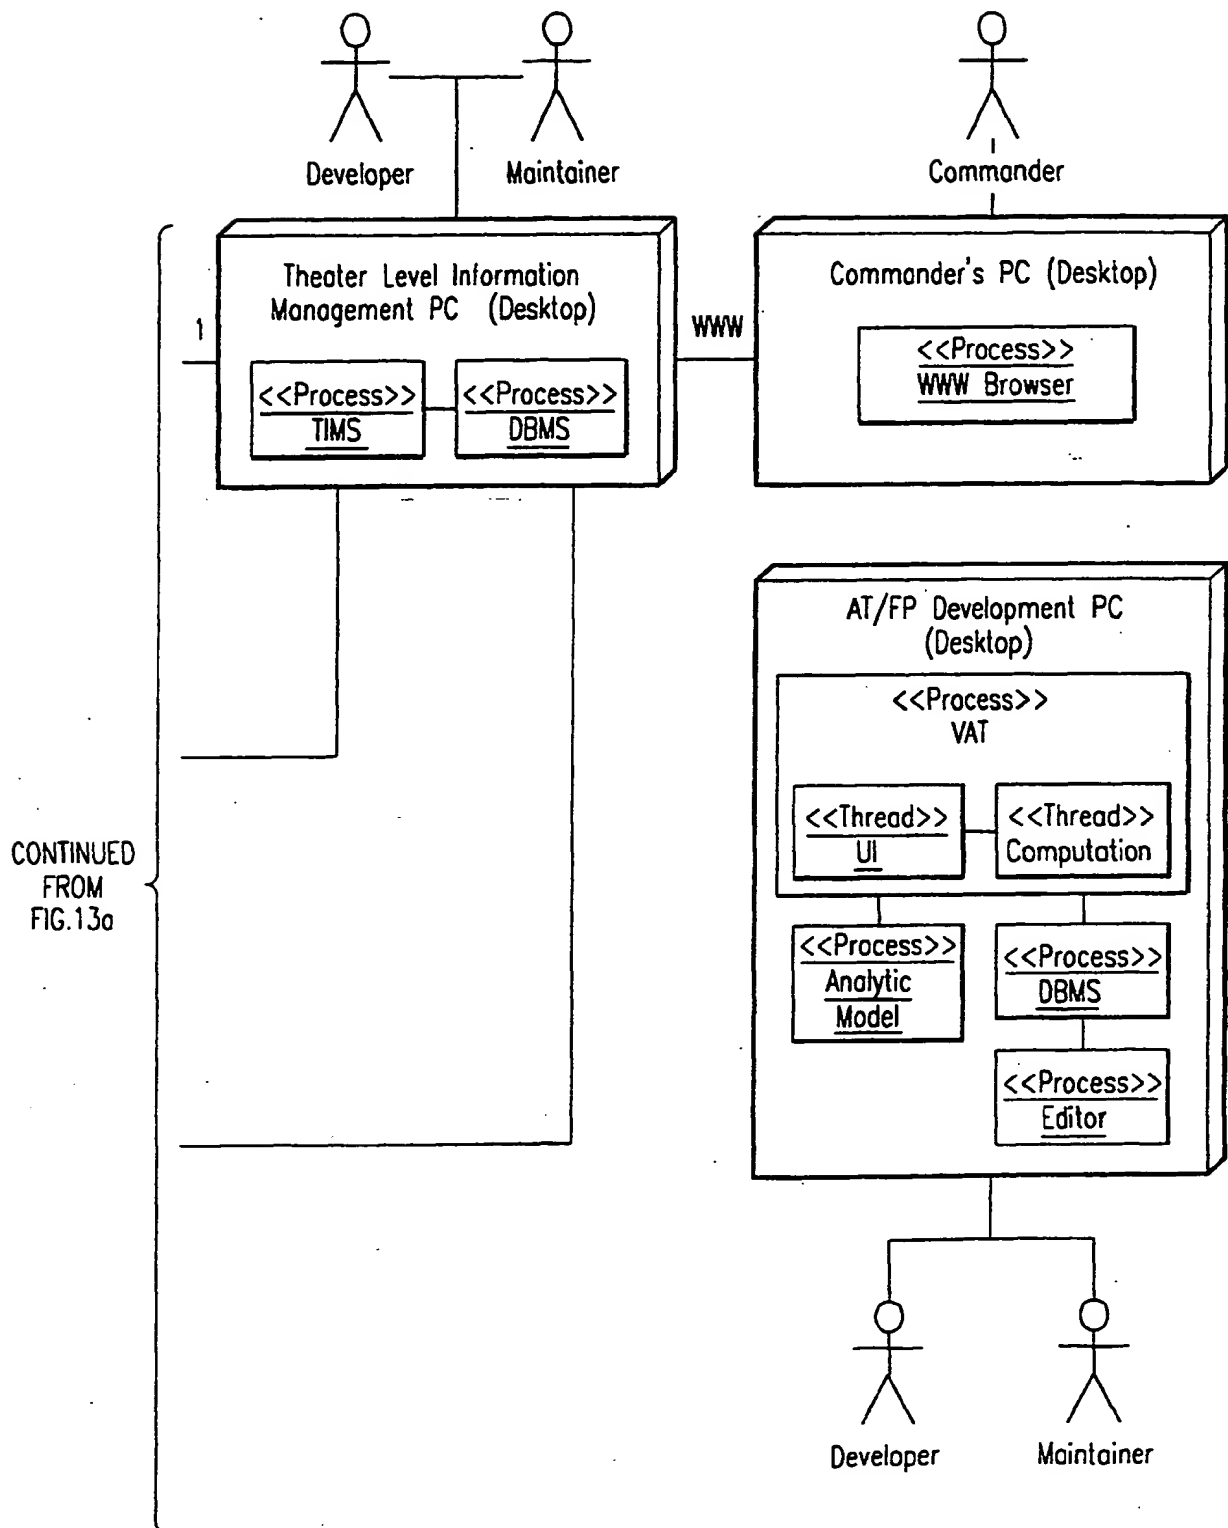 Developer
Maintainer
Commander
Theater Level Information
Management PC (Desktop)
<<Process>>
TIMS
<<Process>>
DBMS
1
WWW
Commander's PC (Desktop)
<<Process>>
WWW Browser
AT/FP Development PC
(Desktop)
<<Process>>
VAT
<<Thread>>
UI
<<Thread>>
Computation
<<Process>>
Analytic
Model
<<Process>>
DBMS
<<Process>>
Editor
CONTINUED
FROM
FIG.13a
Developer
Maintainer